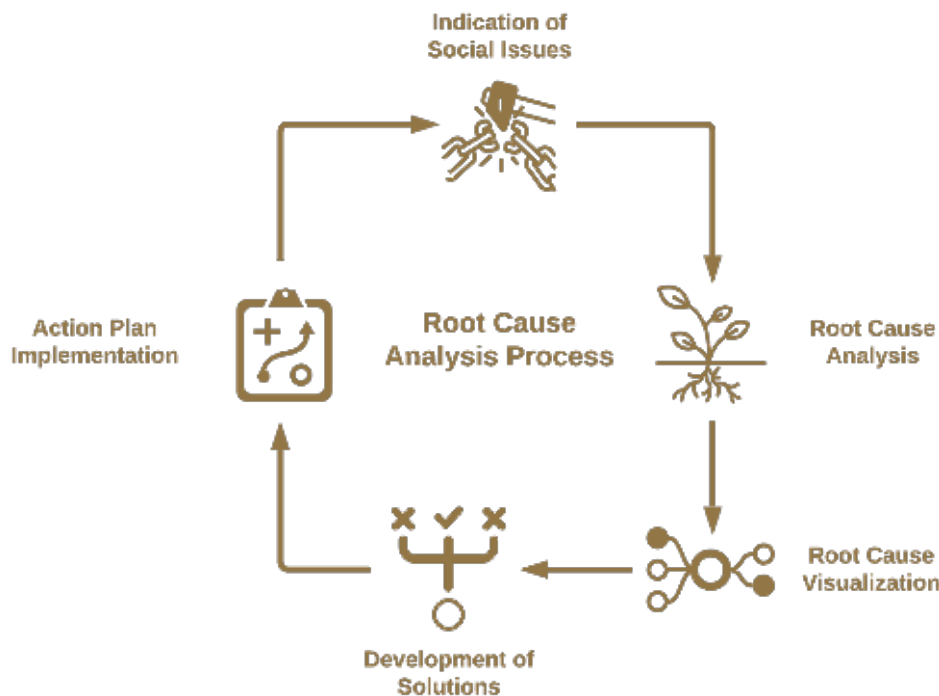 Indication of
Social Issues
Root Cause
Analysis Process
Action Plan
Implementation
Root Cause
Analysis
Root Cause
Visualization
Development of
Solutions